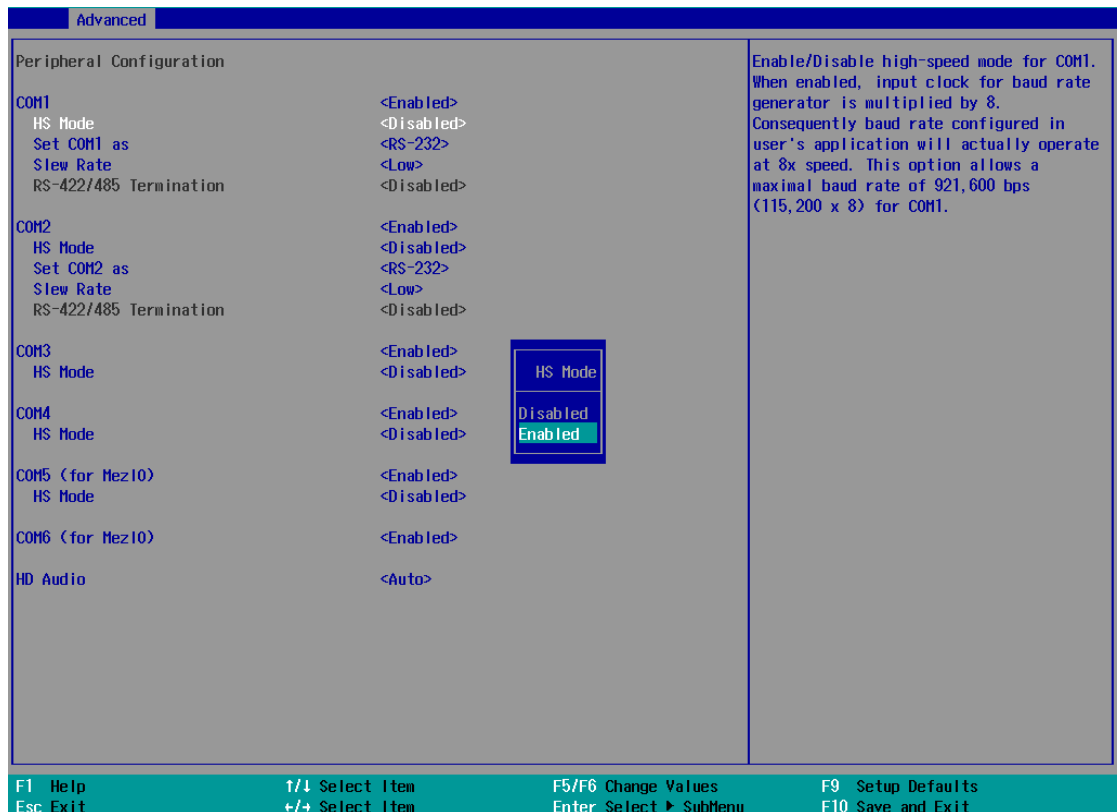 Advanced
Peripheral Configuration
COM1 <Enabled>
HS Mode <Disabled>
Set COM1 as <RS-232>
Slew Rate <Low>
RS-422/485 Termination <Disabled>
COM2 <Enabled>
HS Mode <Disabled>
Set COM2 as <RS-232>
Slew Rate <Low>
RS-422/485 Termination <Disabled>
COM3 <Enabled>
HS Mode <Disabled>
COM4 <Enabled>
HS Mode <Disabled>
COM5 (for MezIO) <Enabled>
HS Mode <Disabled>
COM6 (for MezIO) <Enabled>
HD Audio <Auto>
HS Mode
Disabled
Enabled
Enable/Disable high-speed mode for COM1.
When enabled, input clock for baud rate
generator is multiplied by 8.
Consequently baud rate configured in
user's application will actually operate
at 8x speed. This option allows a
maximal baud rate of 921,600 bps
(115,200 x 8) for COM1.
F1 Help ↑/↓ Select Item F5/F6 Change Values F9 Setup Defaults
Esc Exit ←/→ Select Item Enter Select ▶ SubMenu F10 Save and Exit